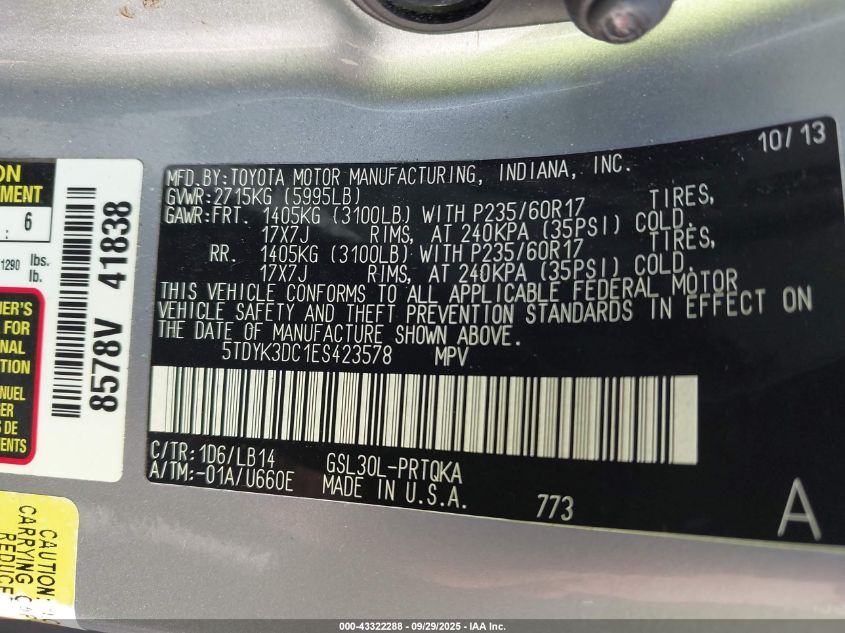 10/13
MFD.BY:TOYOTA MOTOR MANUFACTURING, INDIANA, INC.
GVWR:2715KG (5995LB)
GAWR:FRT. 1405KG (3100LB) WITH P235/60R17 TIRES,
17X7J RIMS, AT 240KPA (35PSI) COLD.
RR. 1405KG (3100LB) WITH P235/60R17 TIRES,
17X7J RIMS, AT 240KPA (35PSI) COLD.
THIS VEHICLE CONFORMS TO ALL APPLICABLE FEDERAL MOTOR
VEHICLE SAFETY AND THEFT PREVENTION STANDARDS IN EFFECT ON
THE DATE OF MANUFACTURE SHOWN ABOVE.
5TDYK3DC1ES423578 MPV
C/TR:1D6/LB14 GSL30L-PRTQKA
A/TM:-01A/U660E MADE IN U.S.A.
773
A
: 6
1290 lbs.
lb.
FOR
8578V 41838
CAUTION:
CARRYING
REDUCE
000-43322288 - 09/29/2025 - IAA Inc.